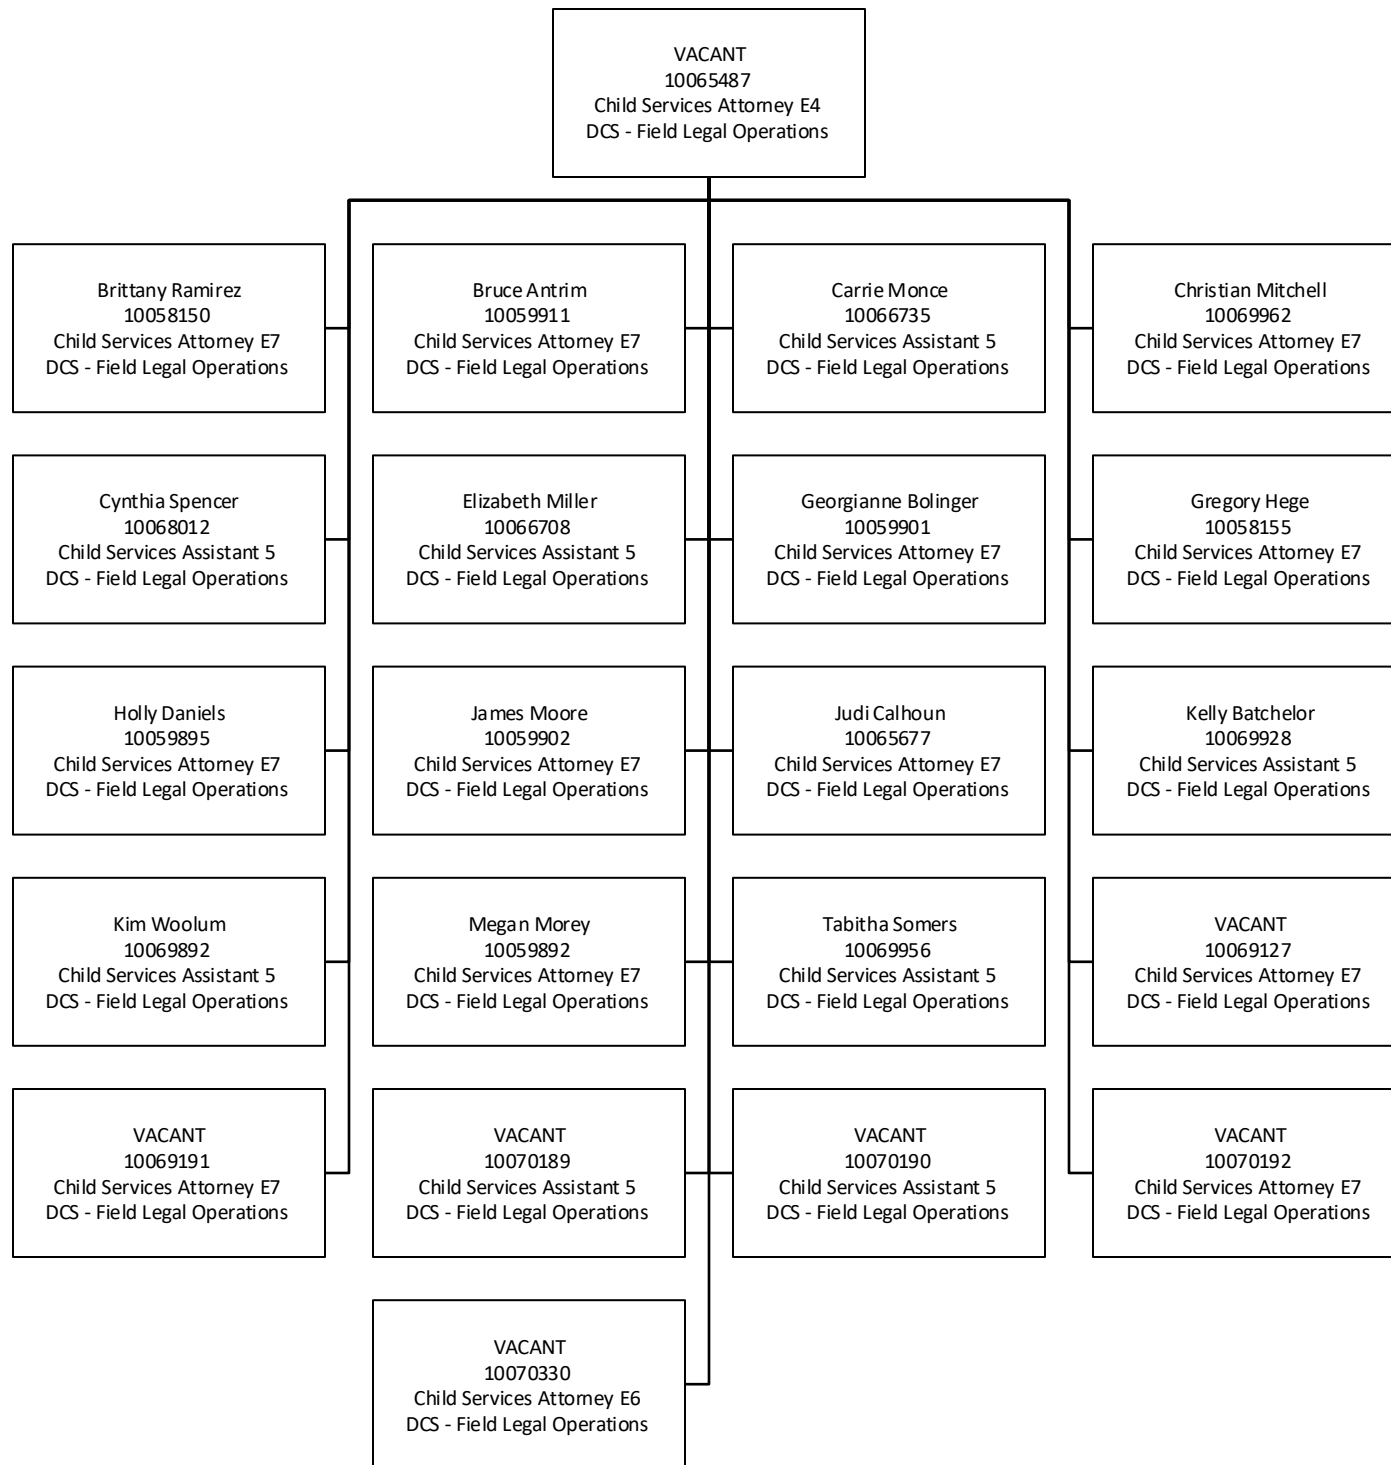 VACANT
10065487
Child Services Attorney E4
DCS - Field Legal Operations
Brittany Ramirez
10058150
Child Services Attorney E7
DCS - Field Legal Operations
Bruce Antrim
10059911
Child Services Attorney E7
DCS - Field Legal Operations
Carrie Monce
10066735
Child Services Assistant 5
DCS - Field Legal Operations
Christian Mitchell
10069962
Child Services Attorney E7
DCS - Field Legal Operations
Cynthia Spencer
10068012
Child Services Assistant 5
DCS - Field Legal Operations
Elizabeth Miller
10066708
Child Services Assistant 5
DCS - Field Legal Operations
Georgianne Bolinger
10059901
Child Services Attorney E7
DCS - Field Legal Operations
Gregory Hege
10058155
Child Services Attorney E7
DCS - Field Legal Operations
Holly Daniels
10059895
Child Services Attorney E7
DCS - Field Legal Operations
James Moore
10059902
Child Services Attorney E7
DCS - Field Legal Operations
Judi Calhoun
10065677
Child Services Attorney E7
DCS - Field Legal Operations
Kelly Batchelor
10069928
Child Services Assistant 5
DCS - Field Legal Operations
Kim Woolum
10069892
Child Services Assistant 5
DCS - Field Legal Operations
Megan Morey
10059892
Child Services Attorney E7
DCS - Field Legal Operations
Tabitha Somers
10069956
Child Services Assistant 5
DCS - Field Legal Operations
VACANT
10069127
Child Services Attorney E7
DCS - Field Legal Operations
VACANT
10069191
Child Services Attorney E7
DCS - Field Legal Operations
VACANT
10070189
Child Services Assistant 5
DCS - Field Legal Operations
VACANT
10070190
Child Services Assistant 5
DCS - Field Legal Operations
VACANT
10070192
Child Services Attorney E7
DCS - Field Legal Operations
VACANT
10070330
Child Services Attorney E6
DCS - Field Legal Operations